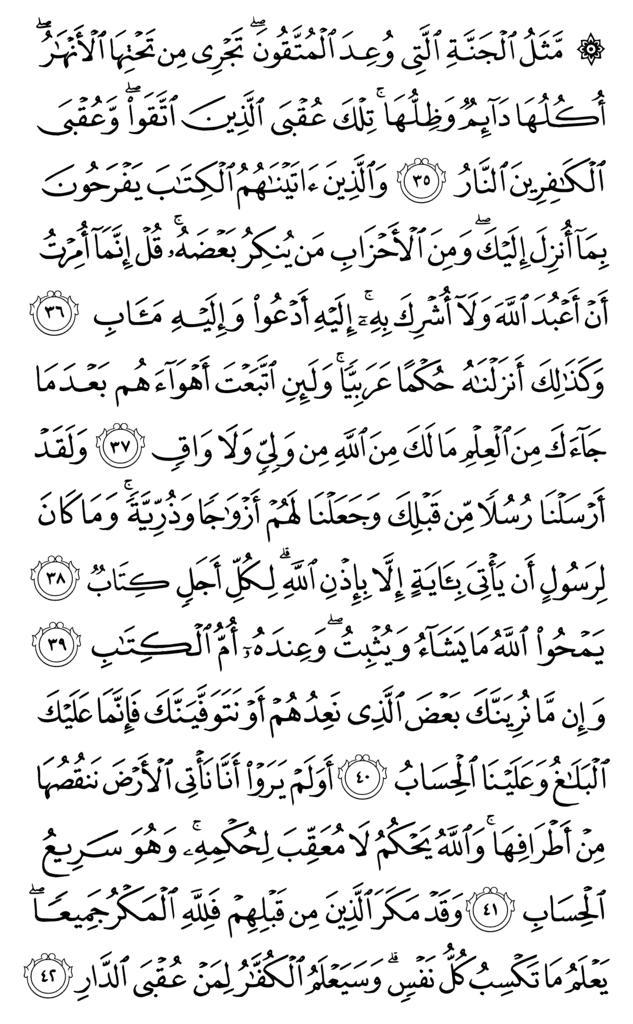 ۞ مَّثَلُ ٱلْجَنَّةِ ٱلَّتِى وُعِدَ ٱلْمُتَّقُونَ ۖ تَجْرِى مِن تَحْتِهَا ٱلْأَنْهَـٰرُ ۖ
أُكُلُهَا دَآئِمٌ وَظِلُّهَا ۚ تِلْكَ عُقْبَى ٱلَّذِينَ ٱتَّقَوا۟ ۖ وَّعُقْبَى
ٱلْكَـٰفِرِينَ ٱلنَّارُ ٣٥ وَٱلَّذِينَ ءَاتَيْنَـٰهُمُ ٱلْكِتَـٰبَ يَفْرَحُونَ
بِمَآ أُنزِلَ إِلَيْكَ ۖ وَمِنَ ٱلْأَحْزَابِ مَن يُنكِرُ بَعْضَهُۥ ۚ قُلْ إِنَّمَآ أُمِرْتُ
أَنْ أَعْبُدَ ٱللَّهَ وَلَآ أُشْرِكَ بِهِۦٓ ۚ إِلَيْهِ أَدْعُوا۟ وَإِلَيْهِ مَـَٔابِ ٣٦
وَكَذَٰلِكَ أَنزَلْنَـٰهُ حُكْمًا عَرَبِيًّا ۚ وَلَئِنِ ٱتَّبَعْتَ أَهْوَآءَهُم بَعْدَمَا
جَآءَكَ مِنَ ٱلْعِلْمِ مَا لَكَ مِنَ ٱللَّهِ مِن وَلِىٍّ وَلَا وَاقٍ ٣٧ وَلَقَدْ
أَرْسَلْنَا رُسُلًا مِّن قَبْلِكَ وَجَعَلْنَا لَهُمْ أَزْوَٰجًا وَذُرِّيَّةً ۚ وَمَا كَانَ
لِرَسُولٍ أَن يَأْتِىَ بِـَٔايَةٍ إِلَّا بِإِذْنِ ٱللَّهِ ۗ لِكُلِّ أَجَلٍ كِتَابٌ ٣٨
يَمْحُوا۟ ٱللَّهُ مَا يَشَآءُ وَيُثْبِتُ ۖ وَعِندَهُۥٓ أُمُّ ٱلْكِتَـٰبِ ٣٩
وَإِن مَّا نُرِيَنَّكَ بَعْضَ ٱلَّذِى نَعِدُهُمْ أَوْ نَتَوَفَّيَنَّكَ فَإِنَّمَا عَلَيْكَ
ٱلْبَلَـٰغُ وَعَلَيْنَا ٱلْحِسَابُ ٤٠ أَوَلَمْ يَرَوْا۟ أَنَّا نَأْتِى ٱلْأَرْضَ نَنقُصُهَا
مِنْ أَطْرَافِهَا ۚ وَٱللَّهُ يَحْكُمُ لَا مُعَقِّبَ لِحُكْمِهِۦ ۚ وَهُوَ سَرِيعُ
ٱلْحِسَابِ ٤١ وَقَدْ مَكَرَ ٱلَّذِينَ مِن قَبْلِهِمْ فَلِلَّهِ ٱلْمَكْرُ جَمِيعًا ۖ
يَعْلَمُ مَا تَكْسِبُ كُلُّ نَفْسٍ ۗ وَسَيَعْلَمُ ٱلْكُفَّـٰرُ لِمَنْ عُقْبَى ٱلدَّارِ ٤٢